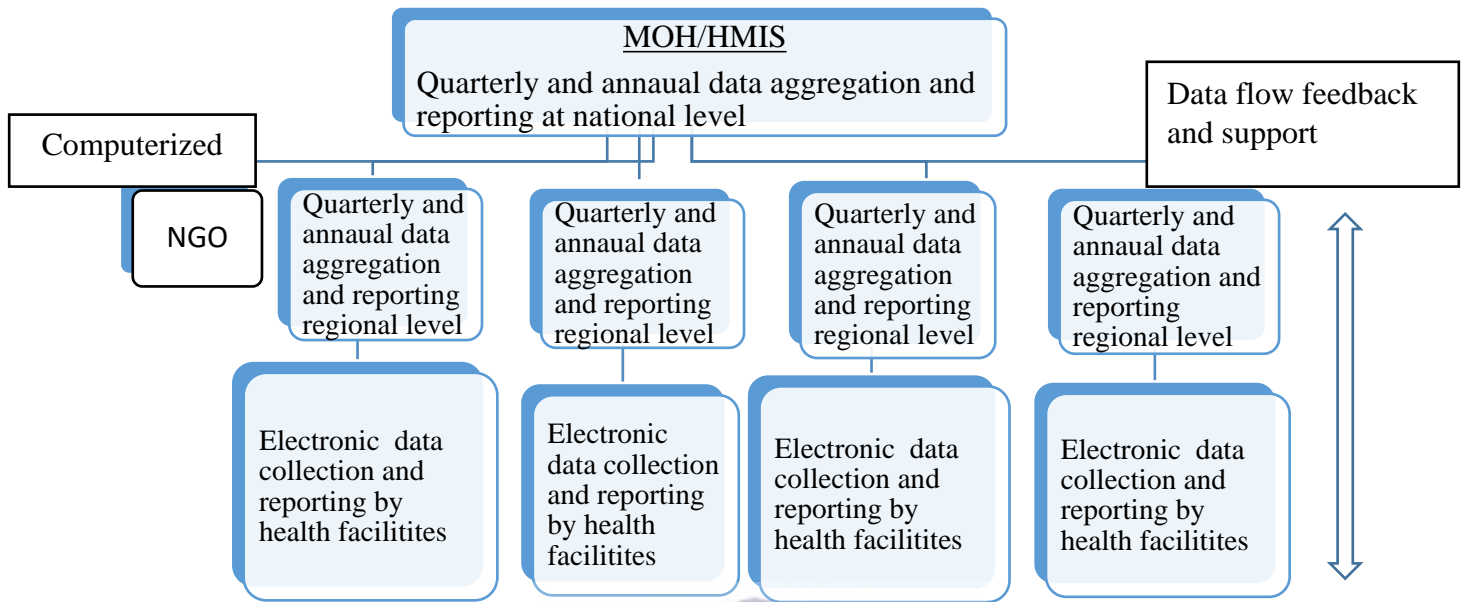 MOH/HMIS
Quarterly and annaual data aggregation and
reporting at national level
Data flow feedback
and support
Computerized
NGO
Quarterly and
annaual data
aggregation
and reporting
regional level
Quarterly and
annaual data
aggregation
and reporting
regional level
Quarterly and
annaual data
aggregation
and reporting
regional level
Quarterly and
annaual data
aggregation and
reporting
regional level
Electronic data
collection and
reporting by
health facilitites
Electronic
data collection
and reporting
by health
facilitites
Electronic data
collection and
reporting by
health facilitites
Electronic data
collection and
reporting by
health facilitites